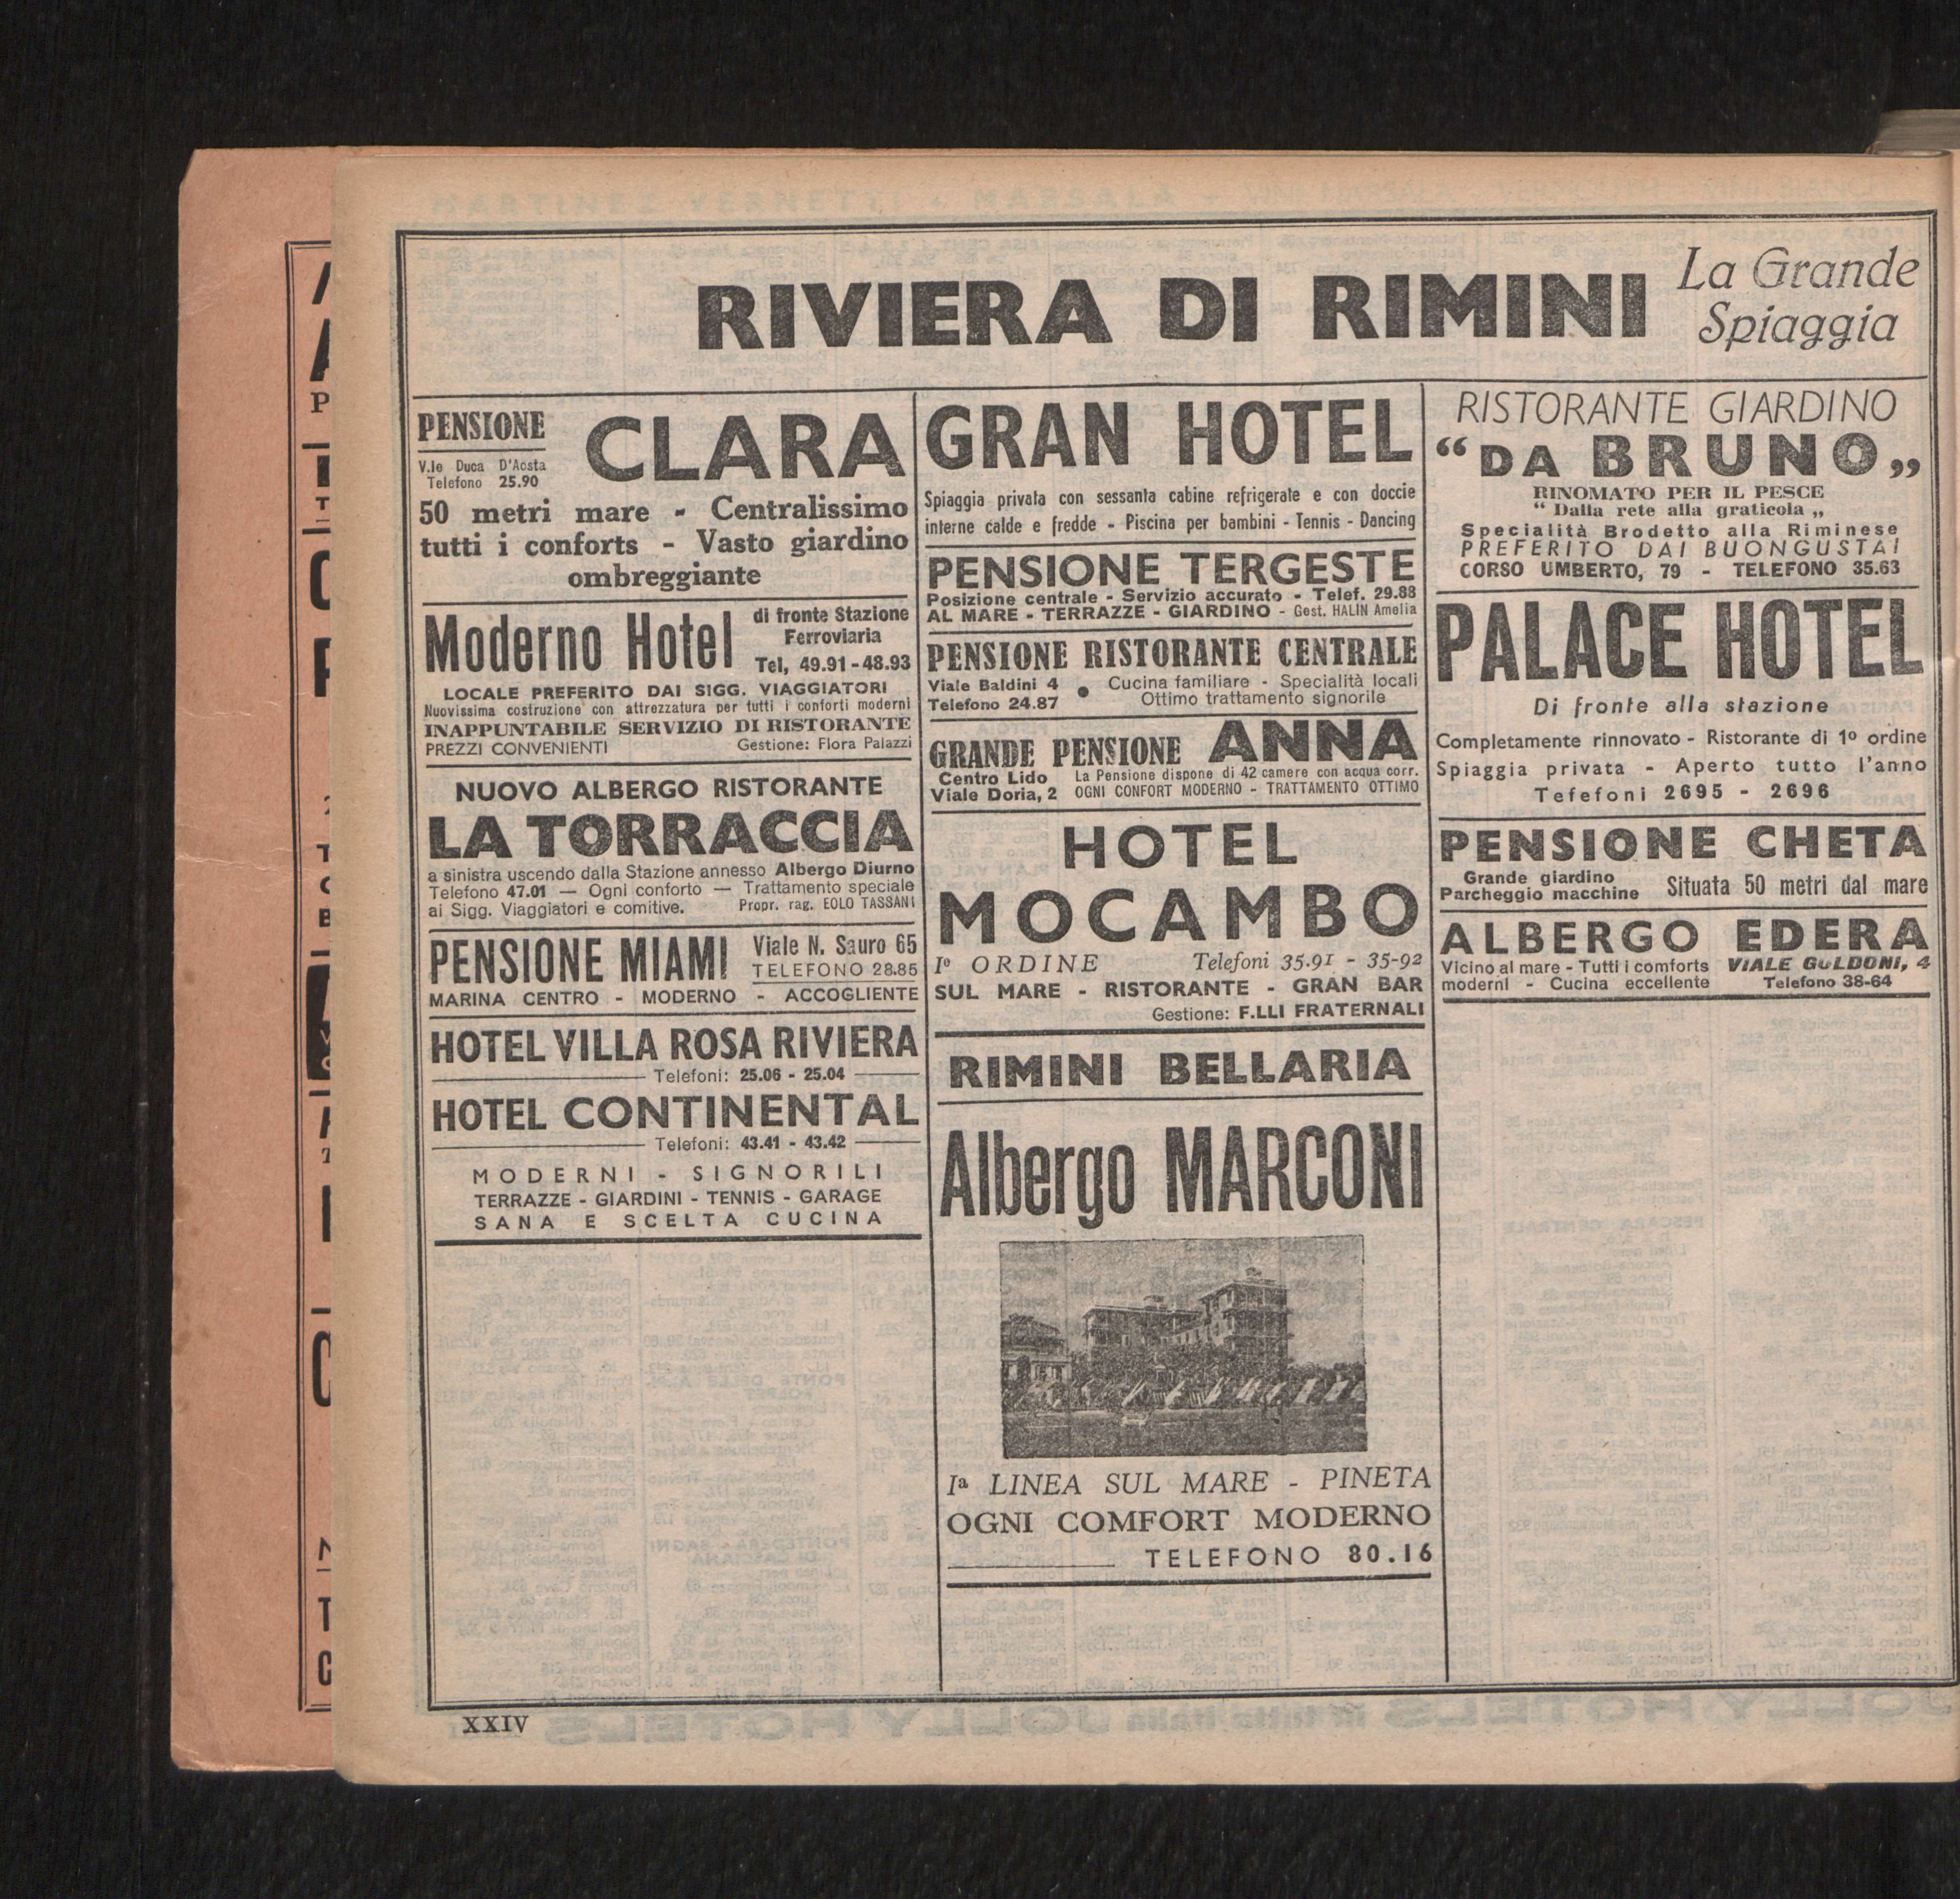 RIVIERA DI RIMINI
La Grande
Spiaggia
PENSIONE
V.le Duca D'Aosta
Telefono 25.90
CLARA
50 metri mare - Centralissimo
tutti i conforts - Vasto giardino
ombreggiante
Moderno Hotel
di fronte Stazione
Ferroviaria
Tel, 49.91-48.93
LOCALE PREFERITO DAI SIGG. VIAGGIATORI
Nuovissima costruzione con attrezzatura per tutti i conforti moderni
INAPPUNTABILE SERVIZIO DI RISTORANTE
PREZZI CONVENIENTI Gestione: Flora Palazzi
NUOVO ALBERGO RISTORANTE
LA TORRACCIA
a sinistra uscendo dalla Stazione annesso Albergo Diurno
Telefono 47.01 — Ogni conforto — Trattamento speciale
ai Sigg. Viaggiatori e comitive. Propr. rag. EOLO TASSANI
PENSIONE MIAMI
Viale N. Sauro 65
TELEFONO 28.85
MARINA CENTRO - MODERNO - ACCOGLIENTE
HOTEL VILLA ROSA RIVIERA
Telefoni: 25.06 - 25.04
HOTEL CONTINENTAL
Telefoni: 43.41 - 43.42
MODERNI - SIGNORILI
TERRAZZE - GIARDINI - TENNIS - GARAGE
SANA E SCELTA CUCINA
GRAN HOTEL
Spiaggia privata con sessanta cabine refrigerate e con doccie
interne calde e fredde - Piscina per bambini - Tennis - Dancing
PENSIONE TERGESTE
Posizione centrale - Servizio accurato - Telef. 29.88
AL MARE - TERRAZZE - GIARDINO - Gest. HALIN Amelia
PENSIONE RISTORANTE CENTRALE
Viale Baldini 4
Telefono 24.87
●
Cucina familiare - Specialità locali
Ottimo trattamento signorile
GRANDE PENSIONE ANNA
Centro Lido
Viale Doria, 2
La Pensione dispone di 42 camere con acqua corr.
OGNI CONFORT MODERNO - TRATTAMENTO OTTIMO
HOTEL
MOCAMBO
Iº ORDINE Telefoni 35.91 - 35-92
SUL MARE - RISTORANTE - GRAN BAR
Gestione: F.LLI FRATERNALI
RIMINI BELLARIA
Albergo MARCONI
Iª LINEA SUL MARE - PINETA
OGNI COMFORT MODERNO
TELEFONO 80.16
RISTORANTE GIARDINO
“DA BRUNO„
RINOMATO PER IL PESCE
“ Dalla rete alla graticola „
Specialità Brodetto alla Riminese
PREFERITO DAI BUONGUSTAI
CORSO UMBERTO, 79 - TELEFONO 35.63
PALACE HOTEL
Di fronte alla stazione
Completamente rinnovato - Ristorante di 1º ordine
Spiaggia privata - Aperto tutto l'anno
Tefefoni 2695 - 2696
PENSIONE CHETA
Grande giardino
Parcheggio macchine
Situata 50 metri dal mare
ALBERGO EDERA
Vicino al mare - Tutti i comforts
moderni - Cucina eccellente
VIALE GOLDONI, 4
Telefono 38-64
XXIV